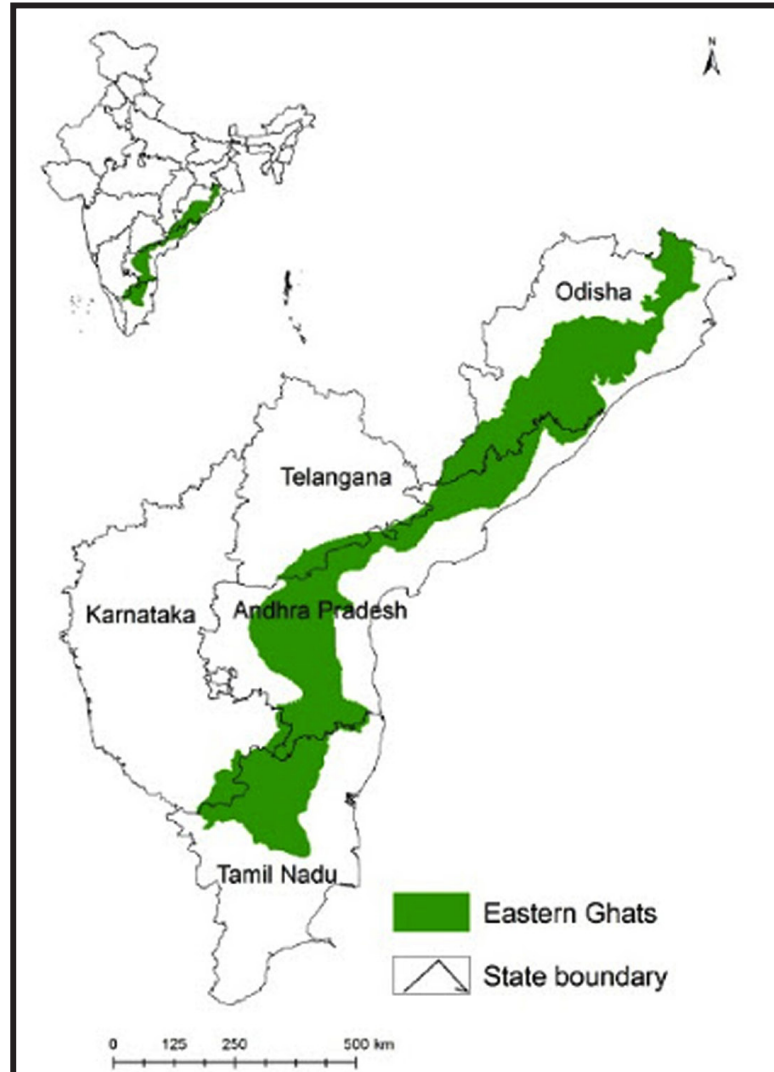 N
Odisha
Telangana
Karnataka
Andhra Pradesh
Tamil Nadu
Eastern Ghats
State boundary
0 125 250 500 km